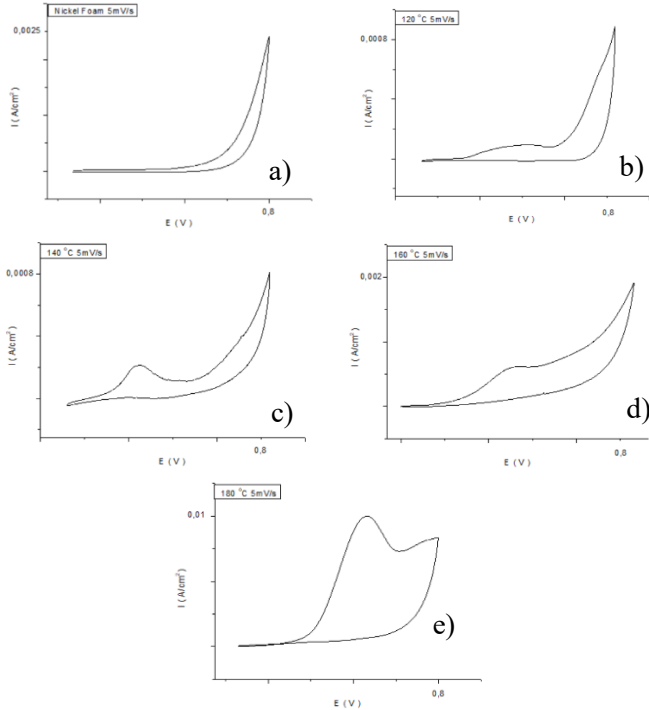 Nickel Foam 5mV/s
0.0025
I (A/cm²)
0,8
E (V)
a)
120 °C 5mV/s
0,0008
I (A/cm²)
0,8
E (V)
b)
140 °C 5mV/s
0,0008
I (A/cm²)
0,8
E (V)
c)
160 °C 5mV/s
0,002
I (A/cm²)
0,8
E (V)
d)
180 °C 5mV/s
0,01
I (A/cm²)
0,8
E (V)
e)